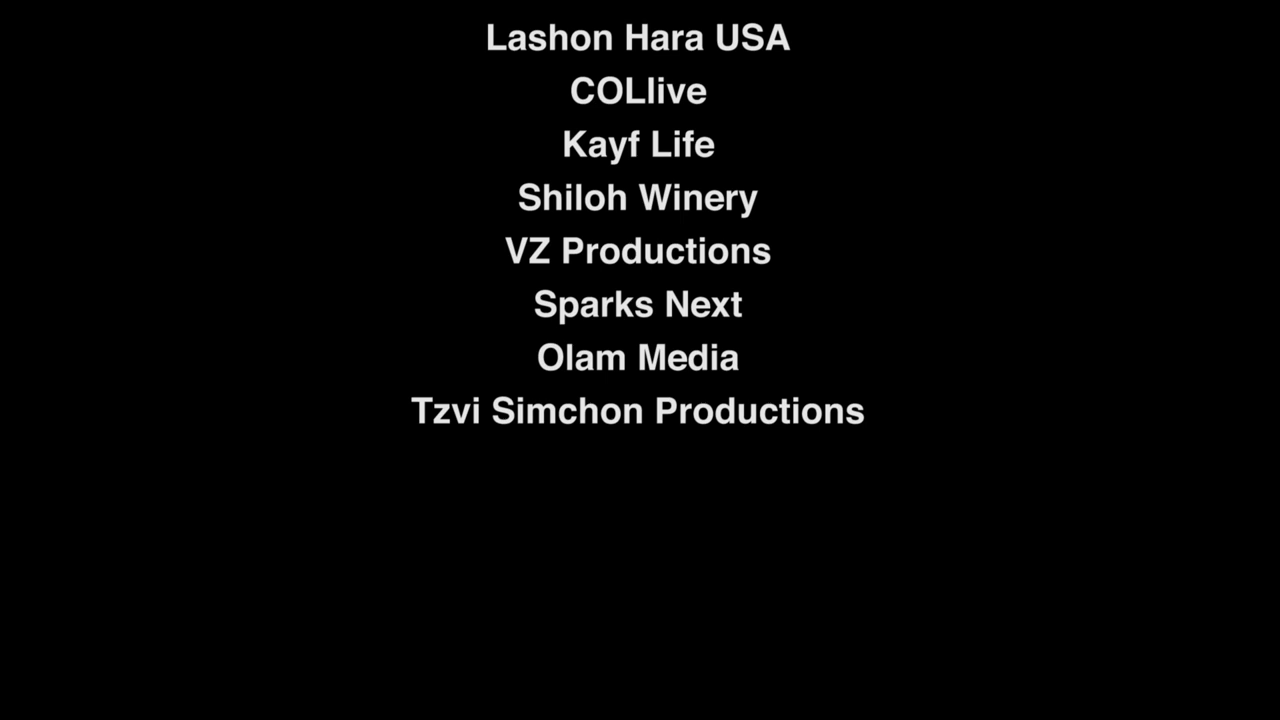 Lashon Hara USA
COLlive
Kayf Life
Shiloh Winery
VZ Productions
Sparks Next
Olam Media
Tzvi Simchon Productions